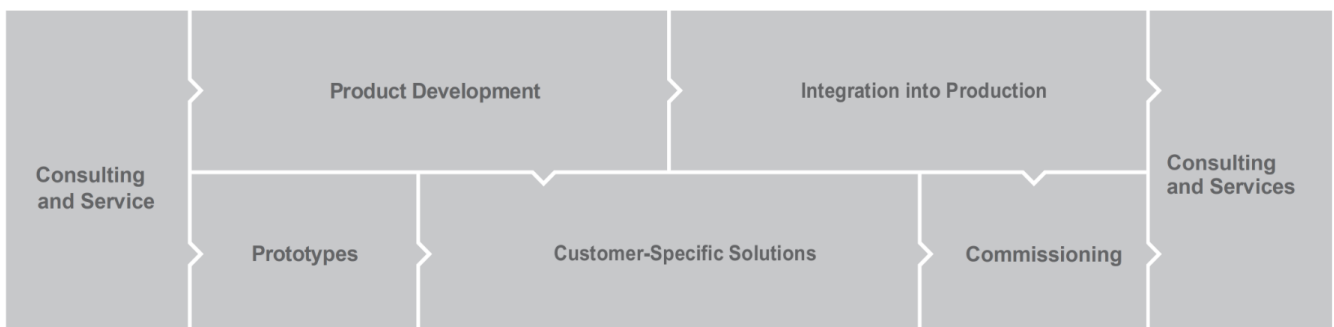 Consulting
and Service
Product Development
Integration into Production
Prototypes
Customer-Specific Solutions
Commissioning
Consulting
and Services